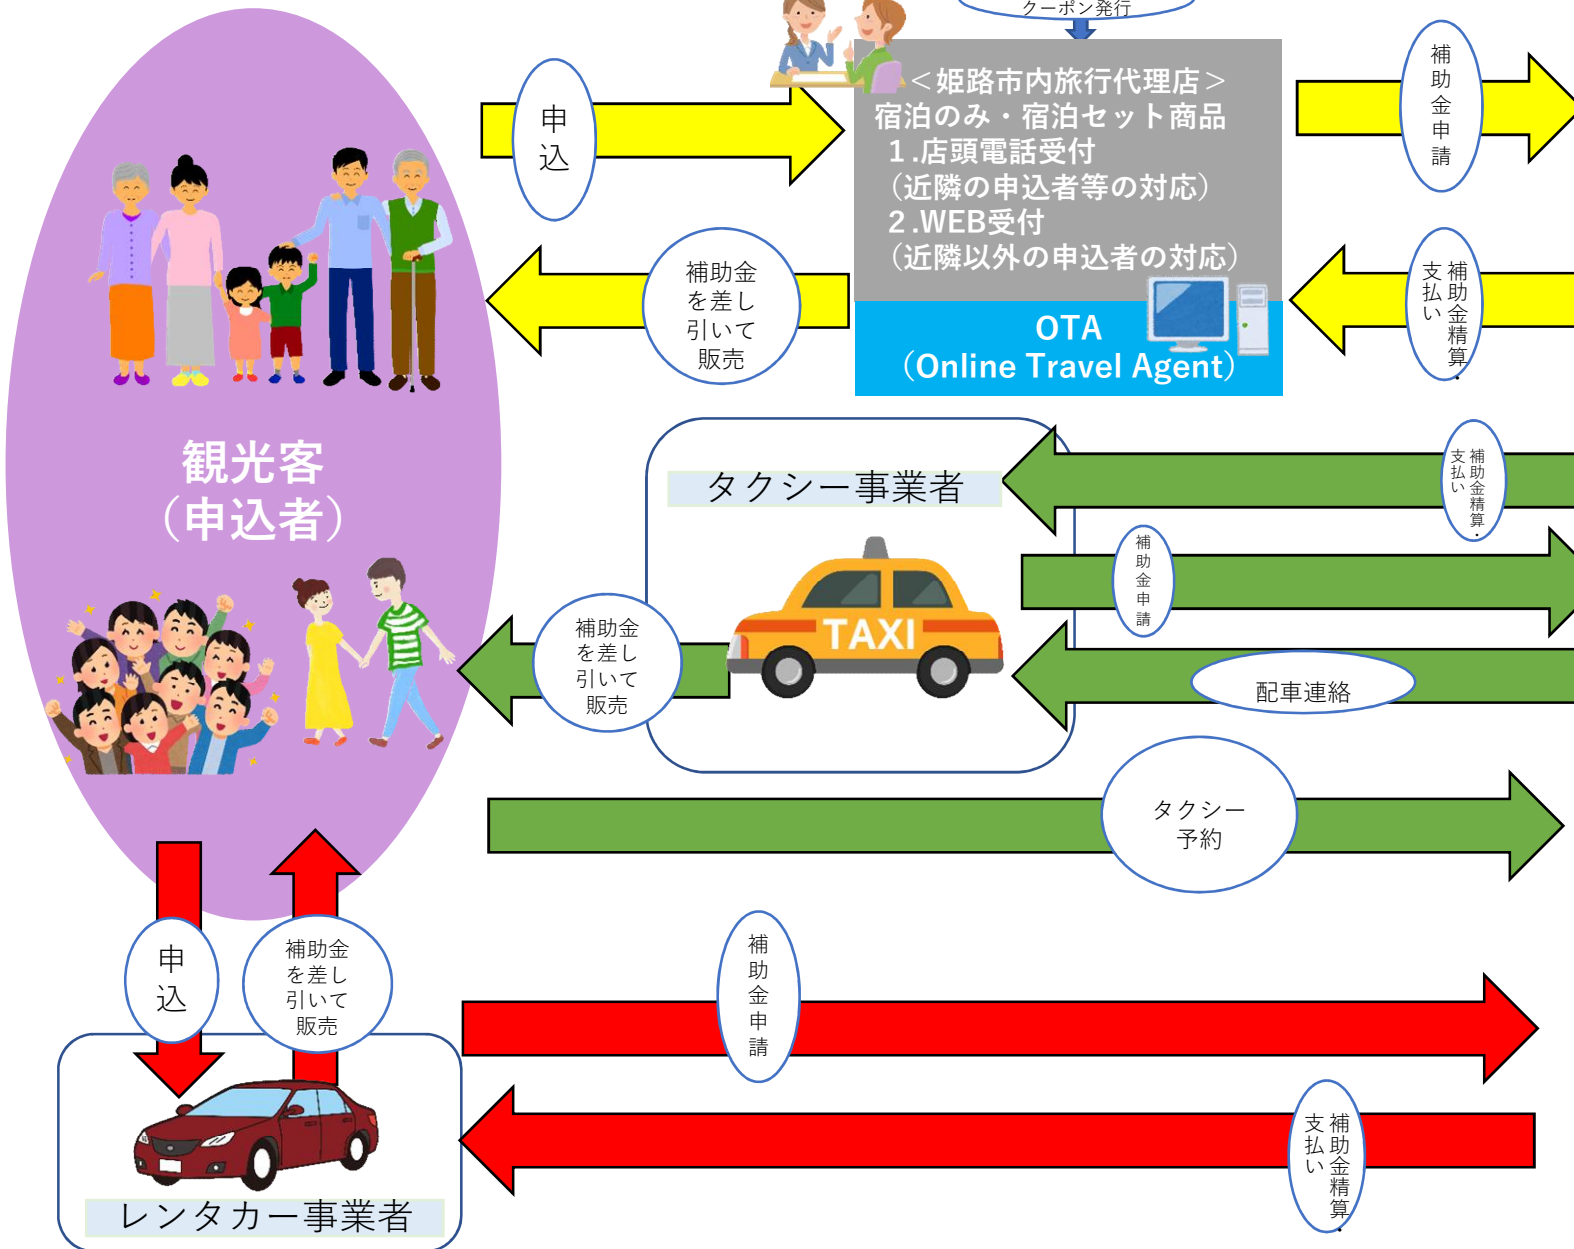 クーポン発行
申込
＜姫路市内旅行代理店＞
宿泊のみ・宿泊セット商品
１.店頭電話受付
（近隣の申込者等の対応）
２.WEB受付
（近隣以外の申込者の対応）
補助金申請
補助金
を差し
引いて
販売
OTA
（Online Travel Agent）
補助金精算・
支払い
観光客
（申込者）
タクシー事業者
補助金精算・
支払い
補助金申請
TAXI
補助金
を差し
引いて
販売
配車連絡
タクシー
予約
申込
補助金
を差し
引いて
販売
補助金申請
補助金精算・
支払い
レンタカー事業者